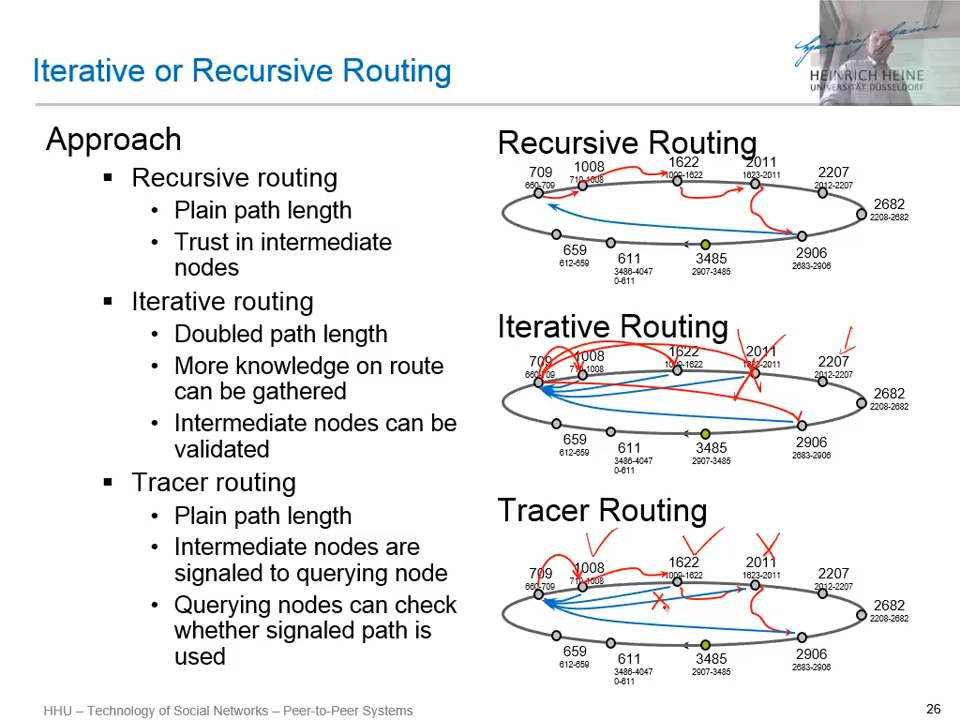 Iterative or Recursive Routing
HEINRICH HEINE
UNIVERSITÄT DÜSSELDORF
Approach
▪ Recursive routing
• Plain path length
• Trust in intermediate
nodes
▪ Iterative routing
• Doubled path length
• More knowledge on route
can be gathered
• Intermediate nodes can be
validated
▪ Tracer routing
• Plain path length
• Intermediate nodes are
signaled to querying node
• Querying nodes can check
whether signaled path is
used
Recursive Routing
709
660-709
1008
710-1008
1622
1009-1622
2011
1623-2011
2207
2012-2207
2682
2208-2682
2906
2683-2906
3485
2907-3485
611
3486-4047
0-611
659
612-659
Iterative Routing
709
660-709
1008
710-1008
1622
1009-1622
2011
1623-2011
2207
2012-2207
2682
2208-2682
2906
2683-2906
3485
2907-3485
611
3486-4047
0-611
659
612-659
Tracer Routing
709
660-709
1008
710-1008
1622
1009-1622
2011
1623-2011
2207
2012-2207
2682
2208-2682
2906
2683-2906
3485
2907-3485
611
3486-4047
0-611
659
612-659
HHU – Technology of Social Networks – Peer-to-Peer Systems
26